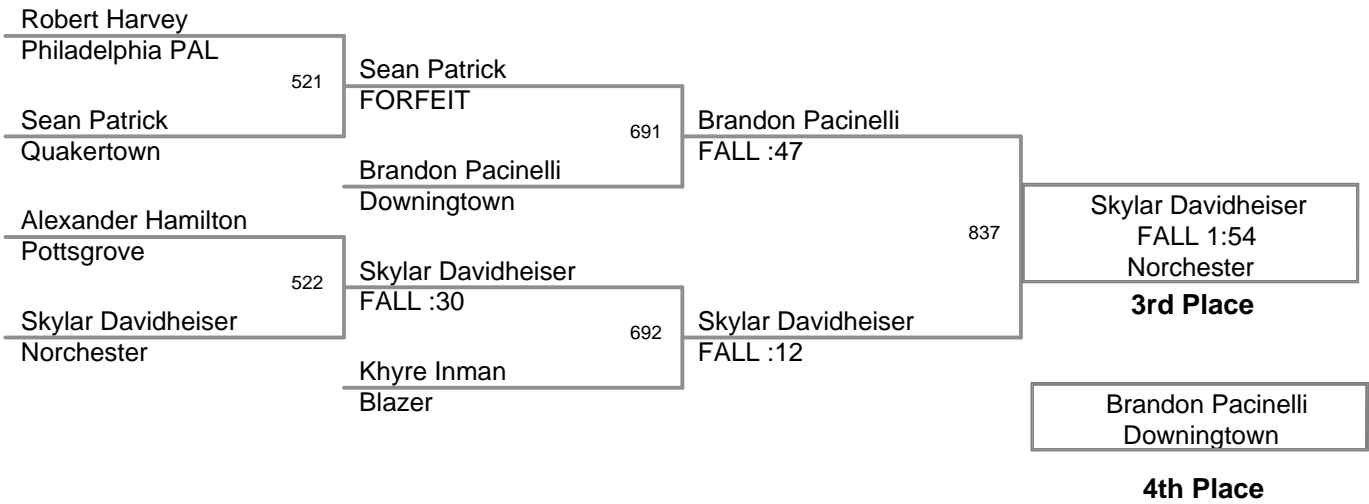 Robert Harvey
Philadelphia PAL
521
Sean Patrick
Quakertown
Sean Patrick
FORFEIT
691
Brandon Pacinelli
Downingtown
Alexander Hamilton
Pottsgrove
522
Skylar Davidheiser
Norchester
Skylar Davidheiser
FALL :30
692
Khyre Inman
Blazer
Brandon Pacinelli
FALL :47
837
Skylar Davidheiser
FALL :12
Skylar Davidheiser
FALL 1:54
Norchester
3rd Place
Brandon Pacinelli
Downingtown
4th Place